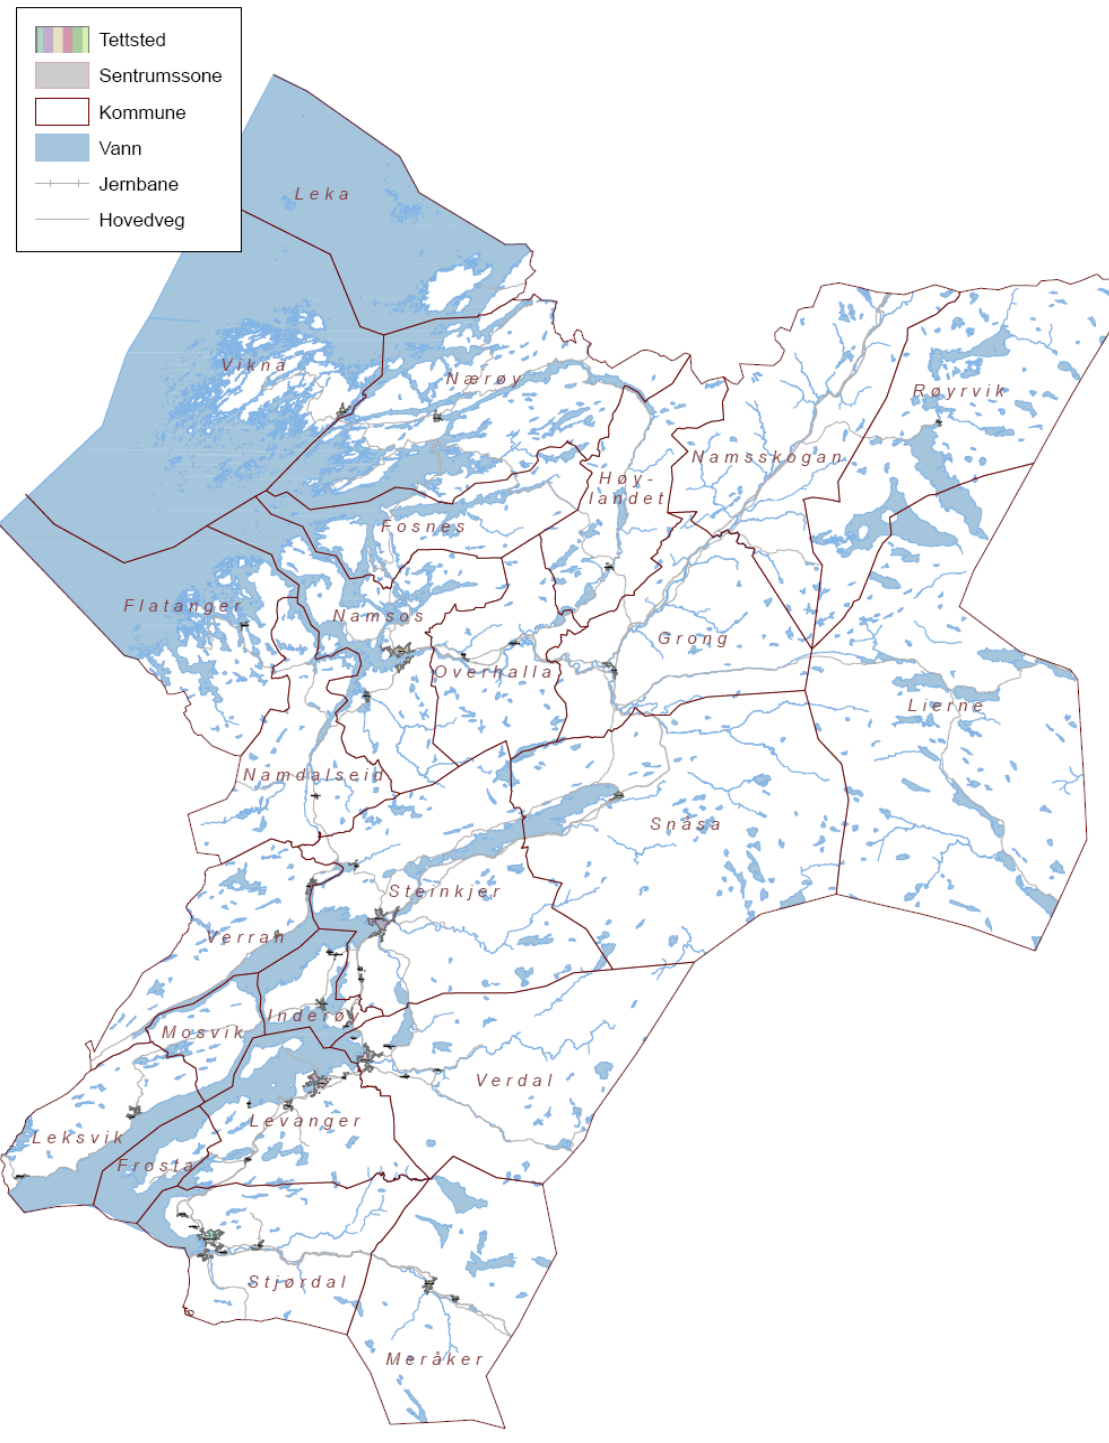 Tettsted
Sentrumssone
Kommune
Vann
Jernbane
Hovedveg
Leka
Vikna
Nærøy
Røyrvik
Namsskogan
Høy-
landet
Fosnes
Flatanger
Namsos
Grong
Overhalla
Lierne
Namdalseid
Snåsa
Steinkjer
Verran
Inderøy
Mosvik
Verdal
Levanger
Leksvik
Frosta
Stjørdal
Meråker